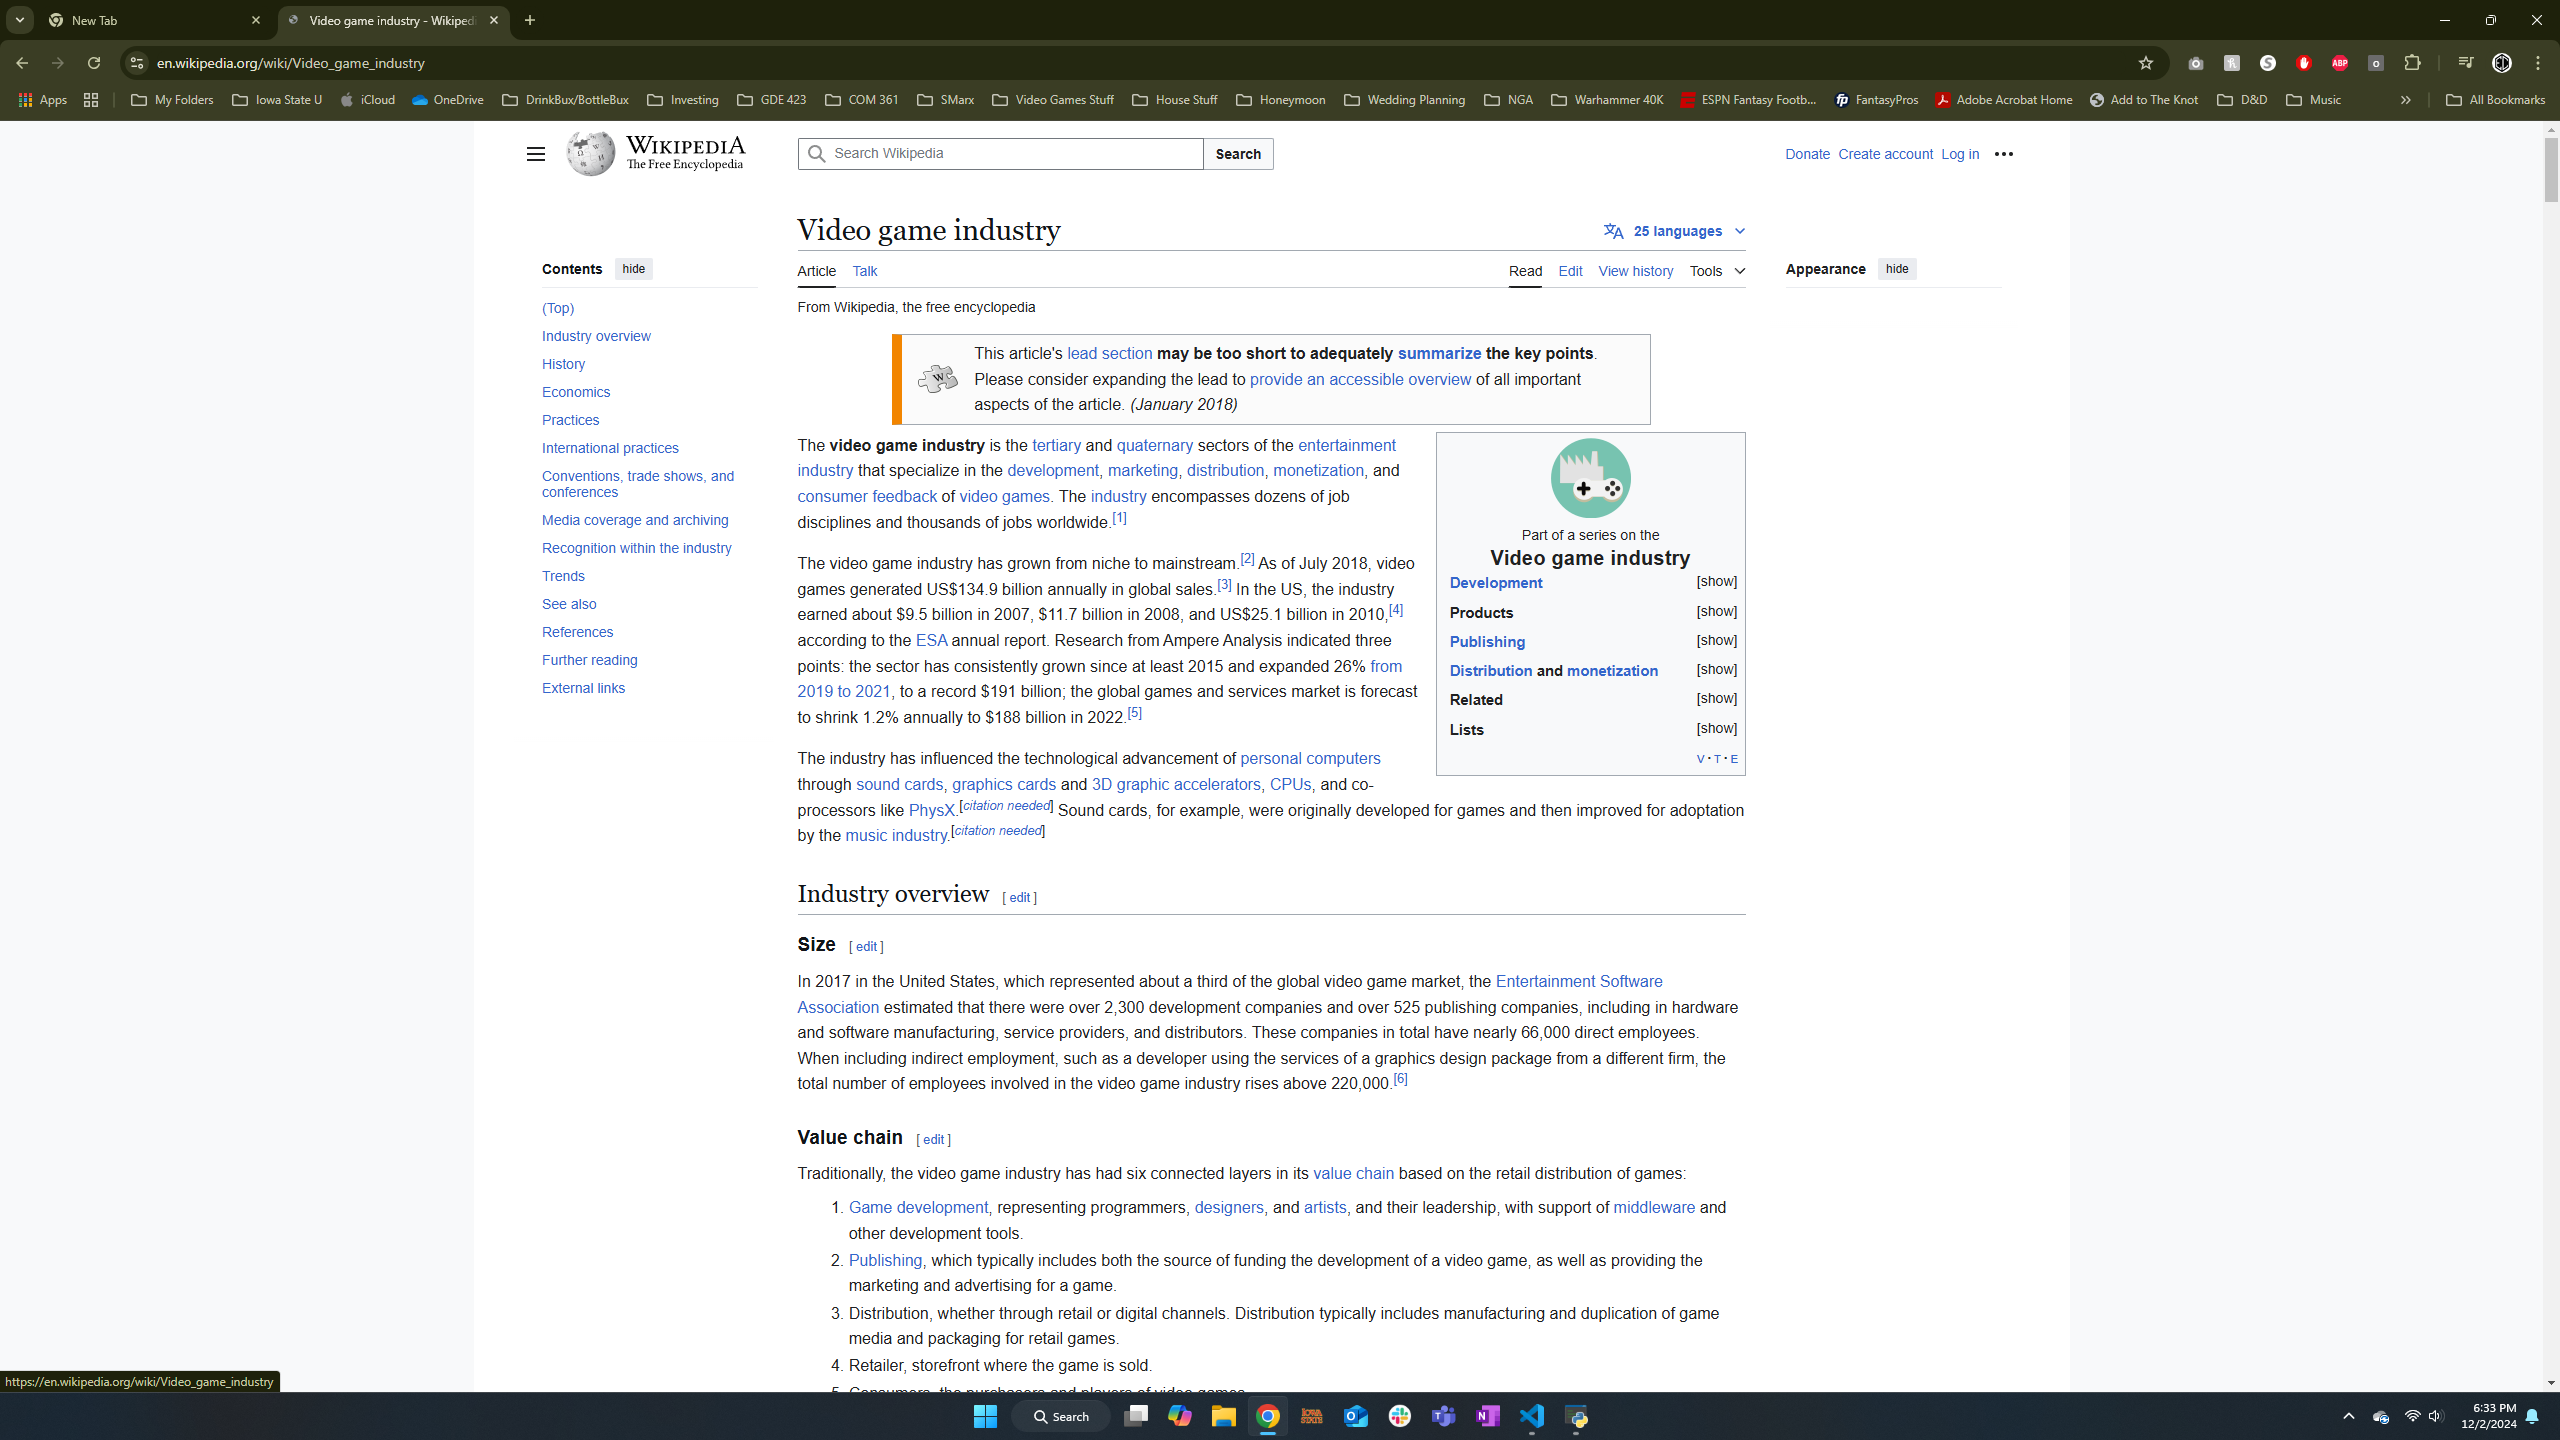 New Tab
Video game industry - Wikiped
en.wikipedia.org/wiki/Video_game_industry
Apps
My Folders
Iowa State U
iCloud
OneDrive
DrinkBux/BottleBux
Investing
GDE 423
COM 361
SMarx
Video Games Stuff
House Stuff
Honeymoon
Wedding Planning
NGA
Warhammer 40K
ESPN Fantasy Footb...
FantasyPros
Adobe Acrobat Home
Add to The Knot
D&D
Music
All Bookmarks
WIKIPEDIA
The Free Encyclopedia
Search Wikipedia
Search
Donate Create account Log in
Video game industry
25 languages
Contents hide
Article Talk
Read Edit View history Tools
Appearance hide
(Top)
Industry overview
History
Economics
Practices
International practices
Conventions, trade shows, and
conferences
Media coverage and archiving
Recognition within the industry
Trends
See also
References
Further reading
External links
From Wikipedia, the free encyclopedia
This article's lead section may be too short to adequately summarize the key points.
Please consider expanding the lead to provide an accessible overview of all important
aspects of the article. (January 2018)
The video game industry is the tertiary and quaternary sectors of the entertainment
industry that specialize in the development, marketing, distribution, monetization, and
consumer feedback of video games. The industry encompasses dozens of job
disciplines and thousands of jobs worldwide.[1]
The video game industry has grown from niche to mainstream.[2] As of July 2018, video
games generated US$134.9 billion annually in global sales.[3] In the US, the industry
earned about $9.5 billion in 2007, $11.7 billion in 2008, and US$25.1 billion in 2010,[4]
according to the ESA annual report. Research from Ampere Analysis indicated three
points: the sector has consistently grown since at least 2015 and expanded 26% from
2019 to 2021, to a record $191 billion; the global games and services market is forecast
to shrink 1.2% annually to $188 billion in 2022.[5]
Part of a series on the
Video game industry
Development [show]
Products [show]
Publishing [show]
Distribution and monetization [show]
Related [show]
Lists [show]
V · T · E
The industry has influenced the technological advancement of personal computers
through sound cards, graphics cards and 3D graphic accelerators, CPUs, and co-
processors like PhysX.[citation needed] Sound cards, for example, were originally developed for games and then improved for adoptation
by the music industry.[citation needed]
Industry overview [ edit ]
Size [ edit ]
In 2017 in the United States, which represented about a third of the global video game market, the Entertainment Software
Association estimated that there were over 2,300 development companies and over 525 publishing companies, including in hardware
and software manufacturing, service providers, and distributors. These companies in total have nearly 66,000 direct employees.
When including indirect employment, such as a developer using the services of a graphics design package from a different firm, the
total number of employees involved in the video game industry rises above 220,000.[6]
Value chain [ edit ]
Traditionally, the video game industry has had six connected layers in its value chain based on the retail distribution of games:
1. Game development, representing programmers, designers, and artists, and their leadership, with support of middleware and
other development tools.
2. Publishing, which typically includes both the source of funding the development of a video game, as well as providing the
marketing and advertising for a game.
3. Distribution, whether through retail or digital channels. Distribution typically includes manufacturing and duplication of game
media and packaging for retail games.
4. Retailer, storefront where the game is sold.
5. Consumers, the purchasers and players of video games
https://en.wikipedia.org/wiki/Video_game_industry
Search
6:33 PM
12/2/2024